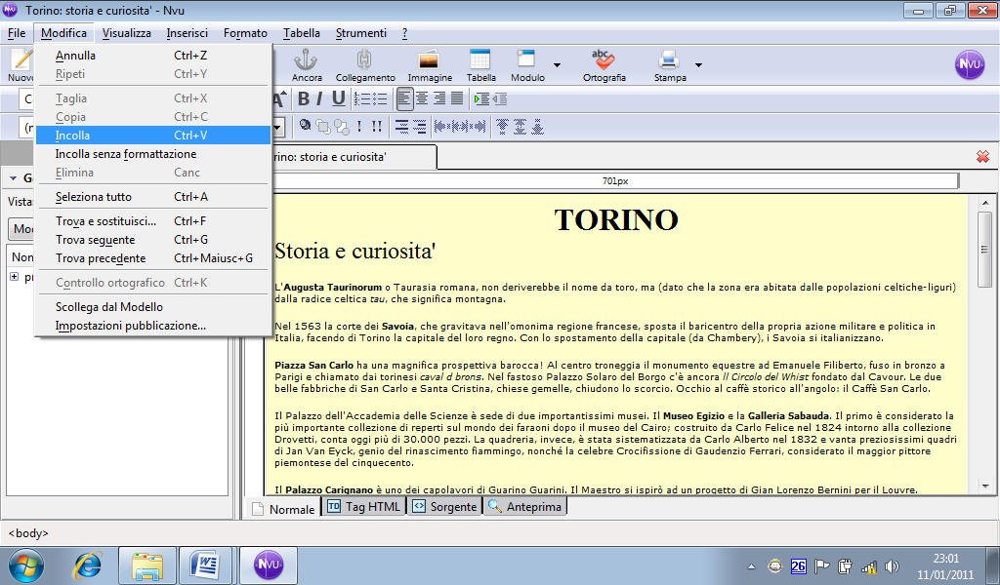 Torino: storia e curiosita' - Nvu
File Modifica Visualizza Inserisci Formato Tabella Strumenti ?
Nuovo Ancora Collegamento Immagine Tabella Modulo Ortografia Stampa
Annulla Ctrl+Z
Ripeti Ctrl+Y
Taglia Ctrl+X
Copia Ctrl+C
Incolla Ctrl+V
Incolla senza formattazione
Elimina Canc
Seleziona tutto Ctrl+A
Trova e sostituisci... Ctrl+F
Trova seguente Ctrl+G
Trova precedente Ctrl+Maiusc+G
Controllo ortografico Ctrl+K
Scollega dal Modello
Impostazioni pubblicazione...
rino: storia e curiosita'
701px
Vista:
TORINO
Storia e curiosita'
L'Augusta Taurinorum o Taurasia romana, non deriverebbe il nome da toro, ma (dato che la zona era abitata dalle popolazioni celtiche-liguri)
dalla radice celtica tau, che significa montagna.
Nel 1563 la corte dei Savoia, che gravitava nell'omonima regione francese, sposta il baricentro della propria azione militare e politica in
Italia, facendo di Torino la capitale del loro regno. Con lo spostamento della capitale (da Chambery), i Savoia si italianizzano.
Piazza San Carlo ha una magnifica prospettiva barocca! Al centro troneggia il monumento equestre ad Emanuele Filiberto, fuso in bronzo a
Parigi e chiamato dai torinesi caval d brons. Nel fastoso Palazzo Solaro del Borgo c'è ancora il Circolo del Whist fondato dal Cavour. Le due
belle fabbriche di San Carlo e Santa Cristina, chiese gemelle, chiudono lo scorcio. Occhio al caffè storico all'angolo: il Caffè San Carlo.
Il Palazzo dell'Accademia delle Scienze è sede di due importantissimi musei. Il Museo Egizio e la Galleria Sabauda. Il primo è considerato la
più importante collezione di reperti sul mondo dei faraoni dopo il museo del Cairo; costruito da Carlo Felice nel 1824 intorno alla collezione
Drovetti, conta oggi più di 30.000 pezzi. La quadreria, invece, è stata sistematizzata da Carlo Alberto nel 1832 e vanta preziosissimi quadri
di Jan Van Eyck, genio del rinascimento fiammingo, nonché la celebre Crocifissione di Gaudenzio Ferrari, considerato il maggior pittore
piemontese del cinquecento.
Il Palazzo Carignano è uno dei capolavori di Guarino Guarini. Il Maestro si ispirò ad un progetto di Gian Lorenzo Bernini per il Louvre.
Normale Tag HTML Sorgente Anteprima
<body>
26
23:01
11/01/2011